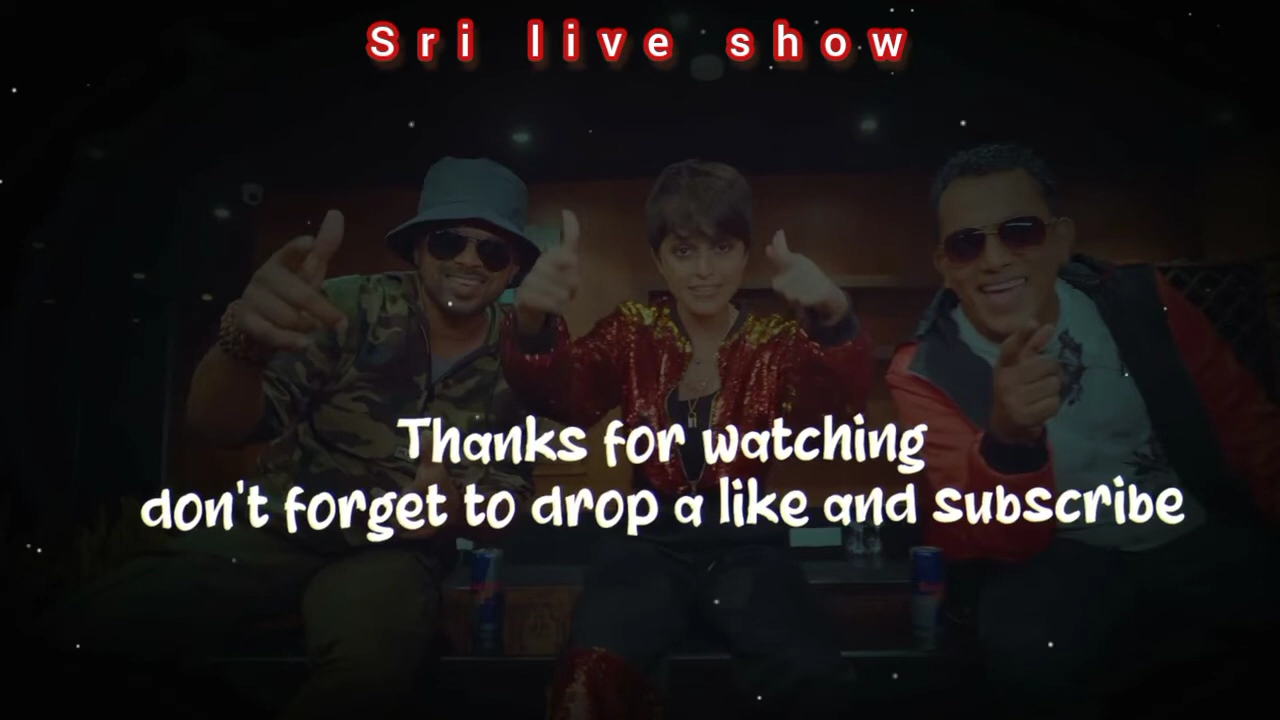 Sri live show
Thanks for watching
don't forget to drop a like and subscribe